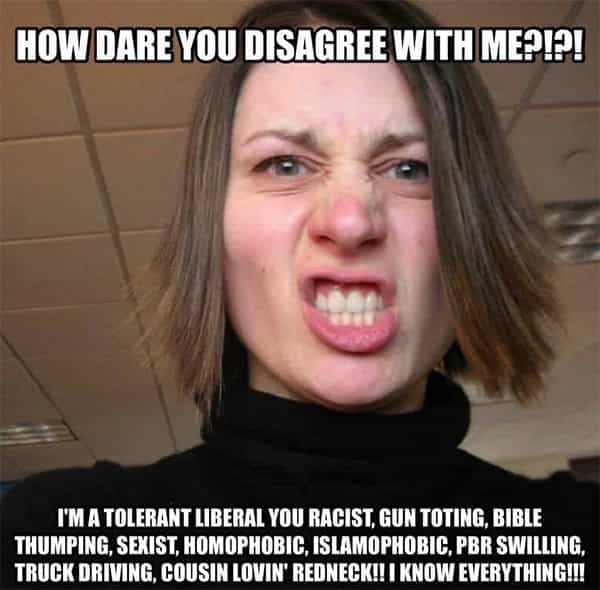 HOW DARE YOU DISAGREE WITH ME?!?!
I'M A TOLERANT LIBERAL YOU RACIST, GUN TOTING, BIBLE
THUMPING, SEXIST, HOMOPHOBIC, ISLAMOPHOBIC, PBR SWILLING,
TRUCK DRIVING, COUSIN LOVIN' REDNECK!! I KNOW EVERYTHING!!!